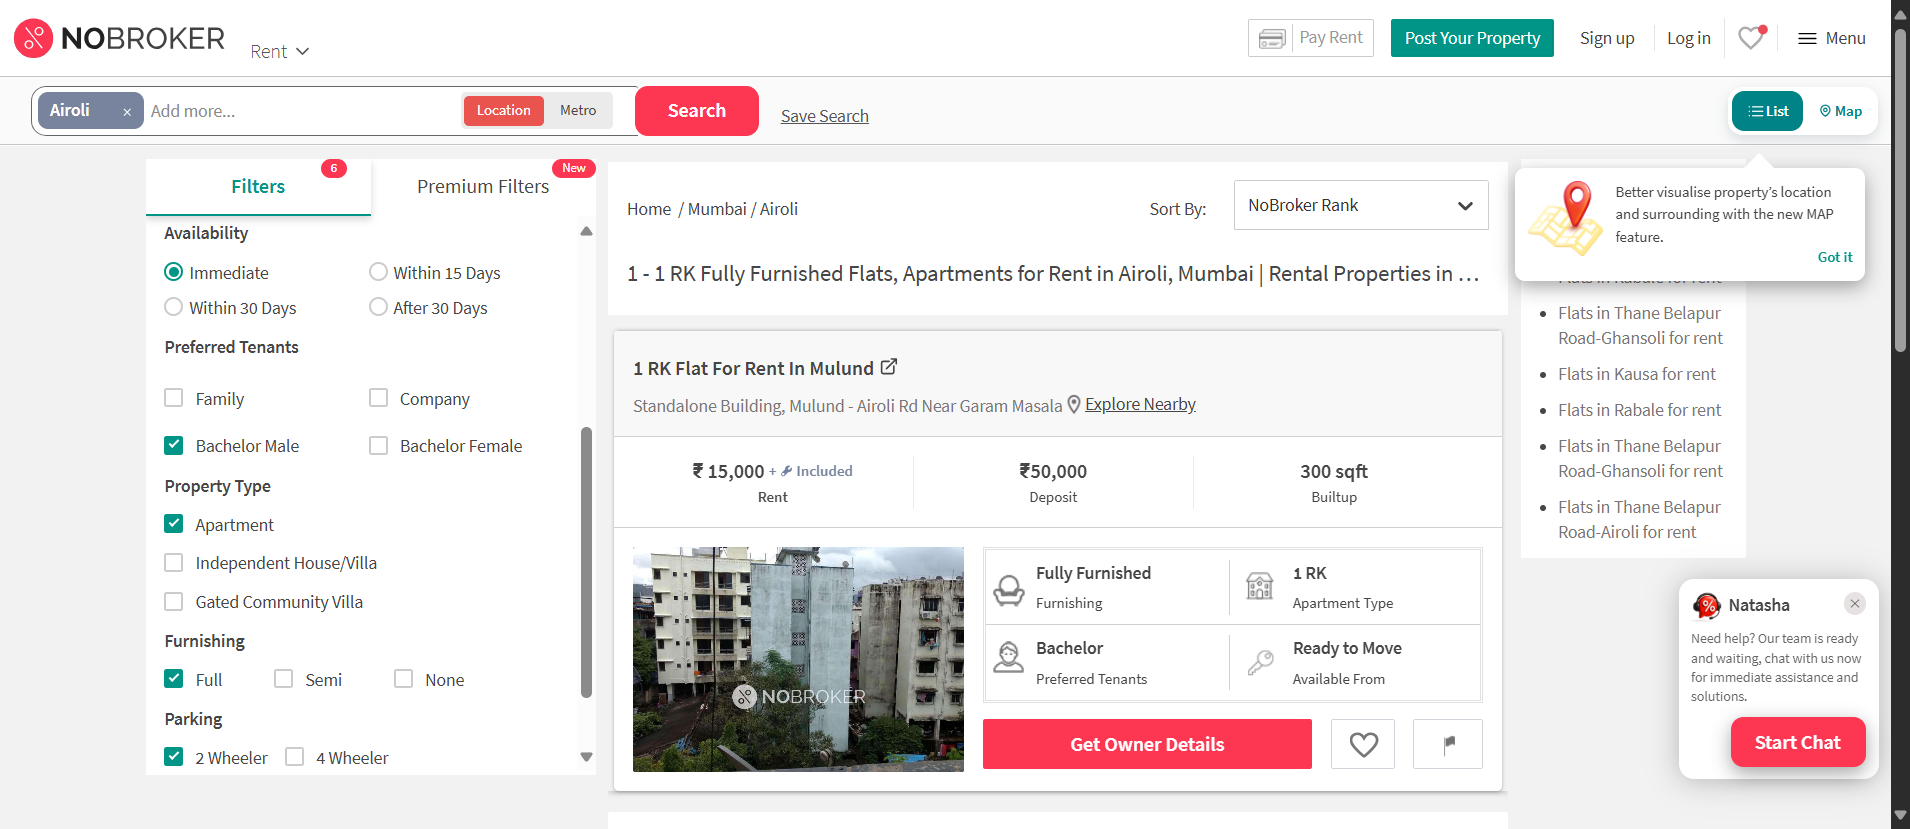 NOBROKER
Rent
Pay Rent
Post Your Property
Sign up
Log in
Menu
Airoli ×
Add more...
Location
Metro
Search
Save Search
List
Map
Filters
6
Premium Filters
New
Availability
Immediate
Within 15 Days
Within 30 Days
After 30 Days
Preferred Tenants
Family
Company
Bachelor Male
Bachelor Female
Property Type
Apartment
Independent House/Villa
Gated Community Villa
Furnishing
Full
Semi
None
Parking
2 Wheeler
4 Wheeler
Home / Mumbai / Airoli
Sort By:
NoBroker Rank
1 - 1 RK Fully Furnished Flats, Apartments for Rent in Airoli, Mumbai | Rental Properties in ...
1 RK Flat For Rent In Mulund
Standalone Building, Mulund - Airoli Rd Near Garam Masala
Explore Nearby
₹ 15,000 + Included
Rent
₹50,000
Deposit
300 sqft
Builtup
NOBROKER
Fully Furnished
Furnishing
1 RK
Apartment Type
Bachelor
Preferred Tenants
Ready to Move
Available From
Get Owner Details
Better visualise property's location
and surrounding with the new MAP
feature.
Got it
Flats in Rabale for rent
Flats in Thane Belapur
Road-Ghansoli for rent
Flats in Kausa for rent
Flats in Rabale for rent
Flats in Thane Belapur
Road-Ghansoli for rent
Flats in Thane Belapur
Road-Airoli for rent
Natasha
Need help? Our team is ready
and waiting, chat with us now
for immediate assistance and
solutions.
Start Chat